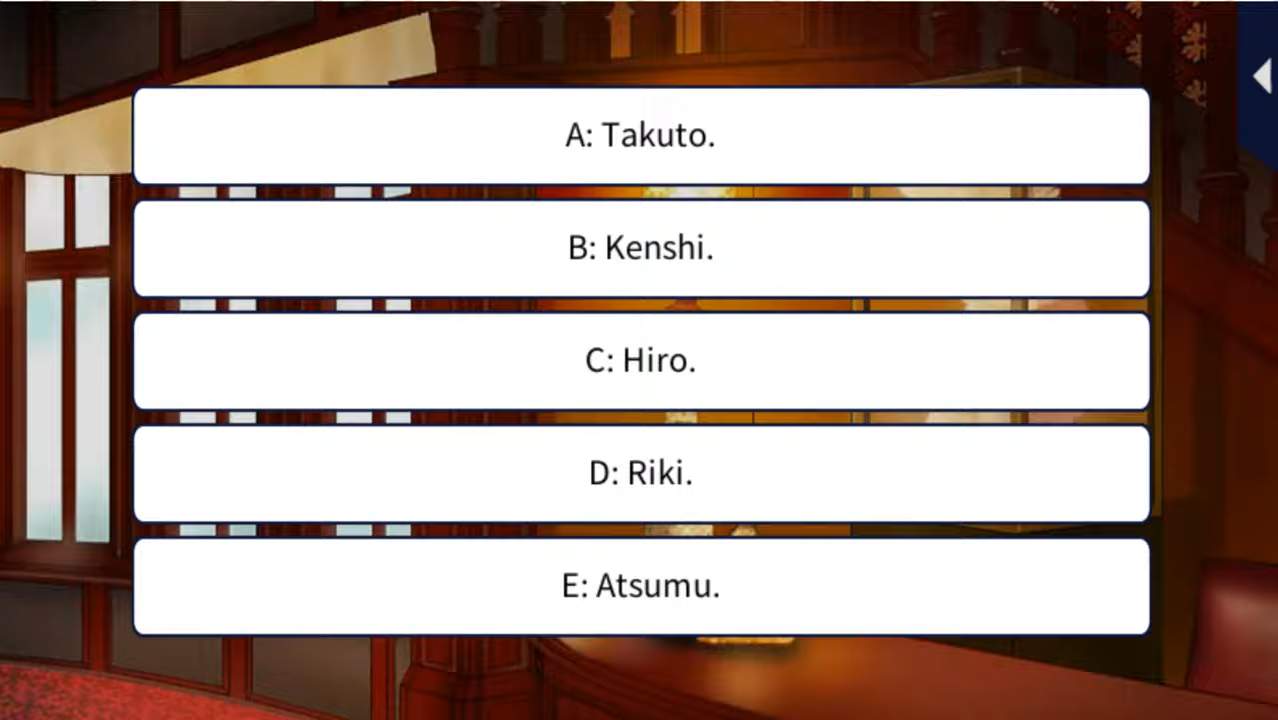 A: Takuto.
B: Kenshi.
C: Hiro.
D: Riki.
E: Atsumu.